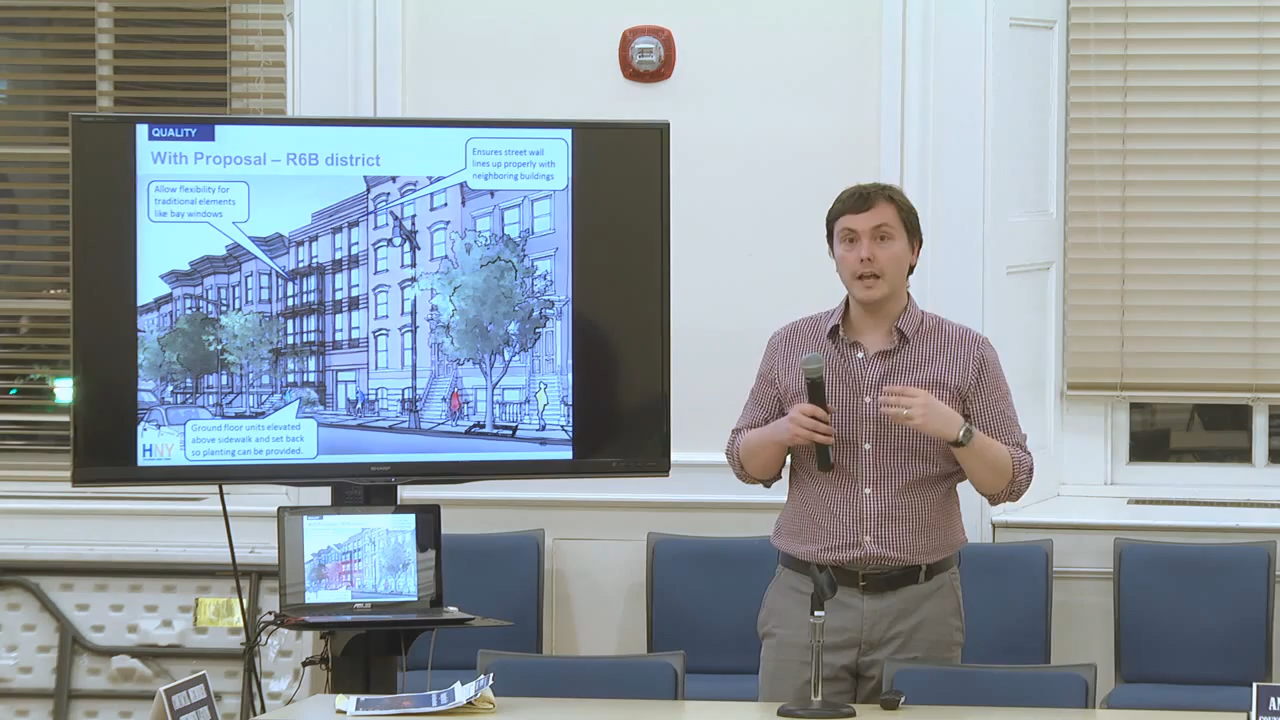 QUALITY
With Proposal – R6B district
Ensures street wall
lines up properly with
neighboring buildings
Allow flexibility for
traditional elements
like bay windows
Ground floor units elevated
above sidewalk and set back
so planting can be provided.
HNY
SHARP
ASUS